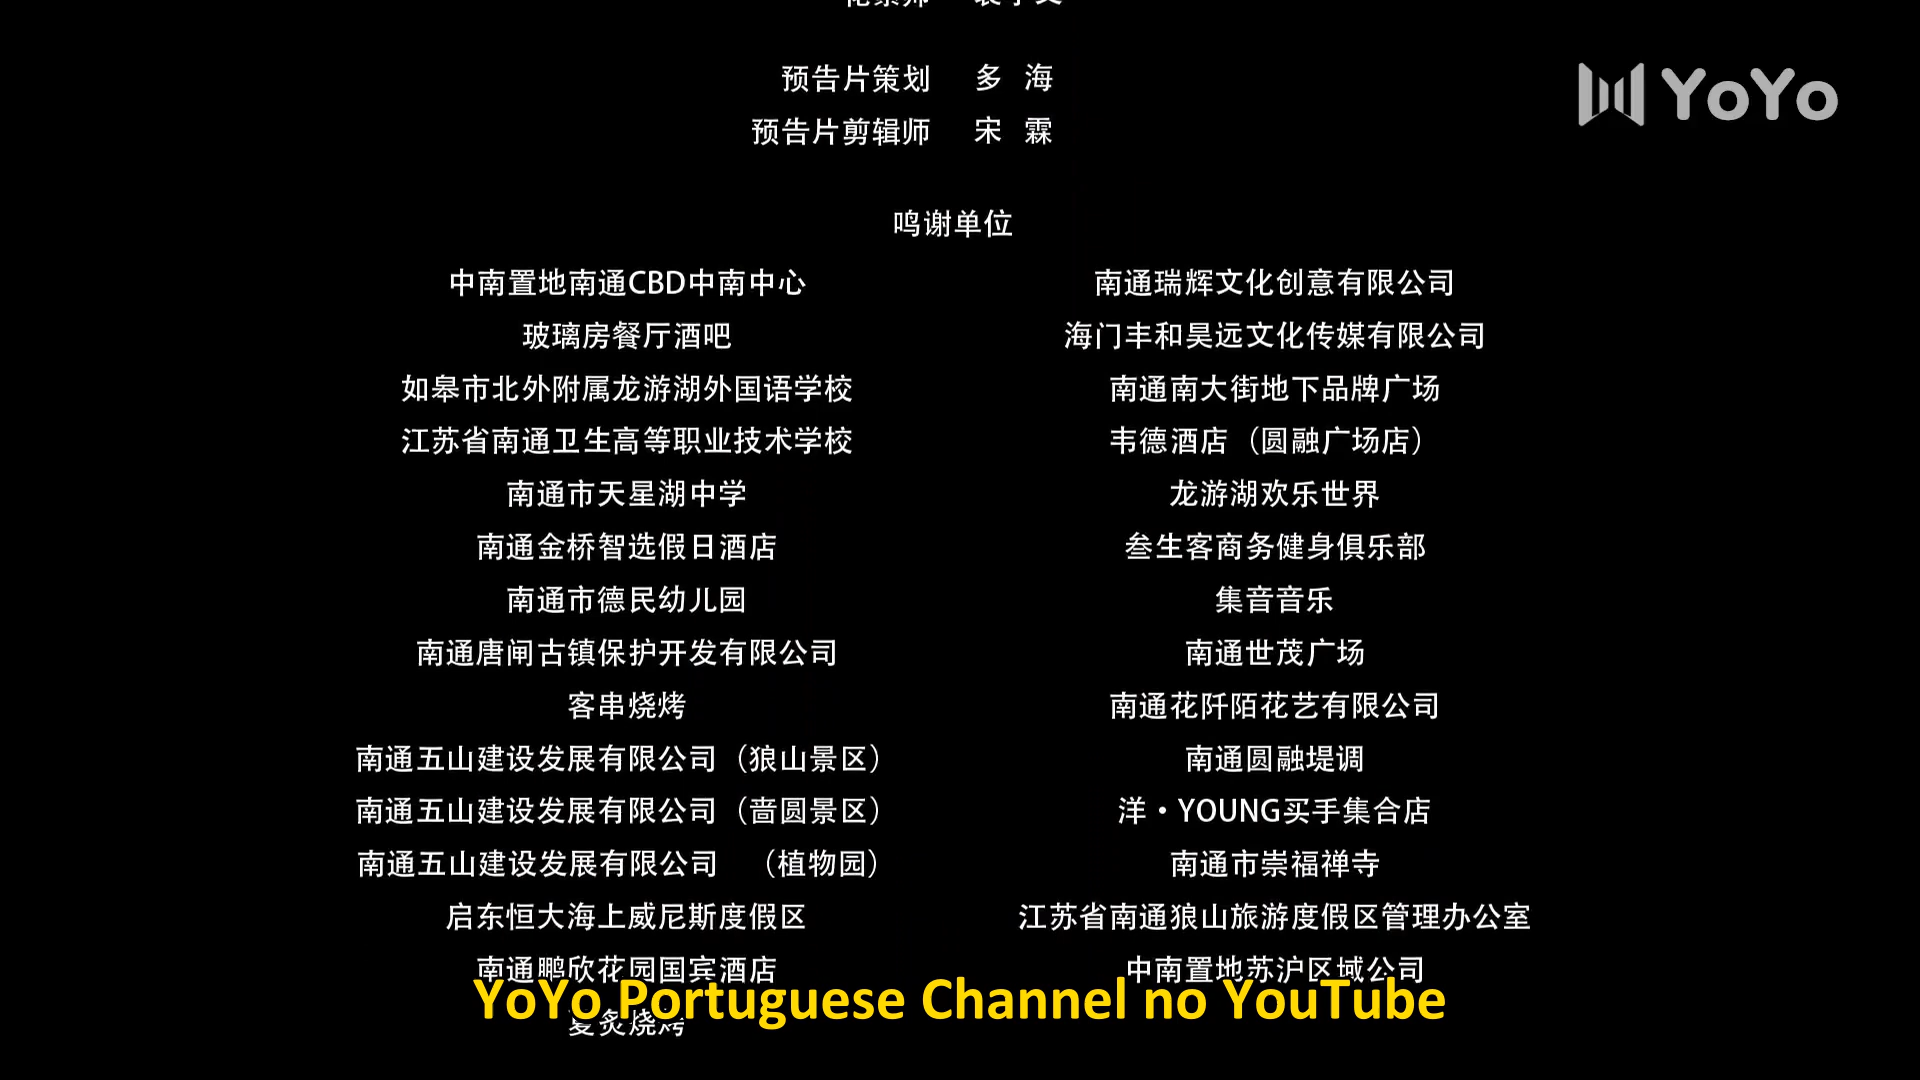 预告片策划 多 海
YoYo
预告片剪辑师 宋 霖
鸣谢单位
中南置地南通CBD中南中心 南通瑞辉文化创意有限公司
玻璃房餐厅酒吧 海门丰和昊远文化传媒有限公司
如皋市北外附属龙游湖外国语学校 南通南大街地下品牌广场
江苏省南通卫生高等职业技术学校 韦德酒店（圆融广场店）
南通市天星湖中学 龙游湖欢乐世界
南通金桥智选假日酒店 叁生客商务健身俱乐部
南通市德民幼儿园 集音音乐
南通唐闸古镇保护开发有限公司 南通世茂广场
客串烧烤 南通花阡陌花艺有限公司
南通五山建设发展有限公司（狼山景区） 南通圆融堤调
南通五山建设发展有限公司（啬圆景区） 洋·YOUNG买手集合店
南通五山建设发展有限公司 （植物园） 南通市崇福禅寺
启东恒大海上威尼斯度假区 江苏省南通狼山旅游度假区管理办公室
南通鹏欣花园国宾酒店 中南置地苏沪区域公司
YoYo Portuguese Channel no YouTube